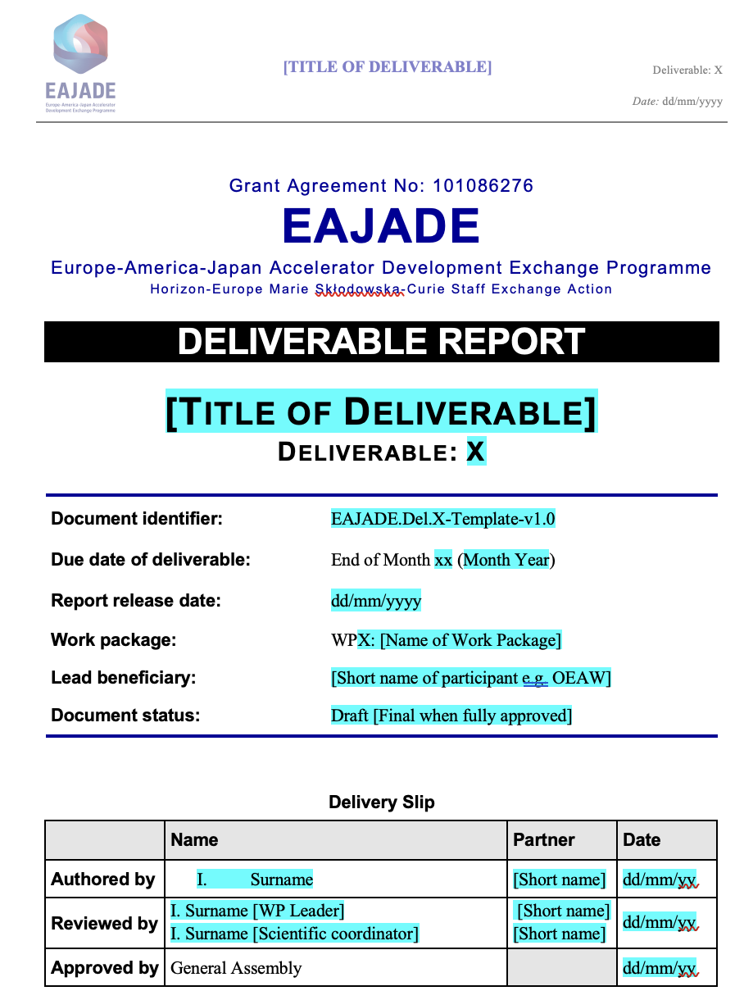 EAJADE
Europe-America-Japan Accelerator
Development Exchange Programme
[TITLE OF DELIVERABLE]
Deliverable: X
Date: dd/mm/yyyy
Grant Agreement No: 101086276
EAJADE
Europe-America-Japan Accelerator Development Exchange Programme
Horizon-Europe Marie Skłodowska-Curie Staff Exchange Action
DELIVERABLE REPORT
[TITLE OF DELIVERABLE]
DELIVERABLE: X
Document identifier: EAJADE.Del.X-Template-v1.0
Due date of deliverable: End of Month xx (Month Year)
Report release date: dd/mm/yyyy
Work package: WPX: [Name of Work Package]
Lead beneficiary: [Short name of participant e.g. OEAW]
Document status: Draft [Final when fully approved]
Delivery Slip
Name Partner Date
Authored by I. Surname [Short name] dd/mm/yy
Reviewed by I. Surname [WP Leader] [Short name] dd/mm/yy
I. Surname [Scientific coordinator] [Short name]
Approved by General Assembly dd/mm/yy